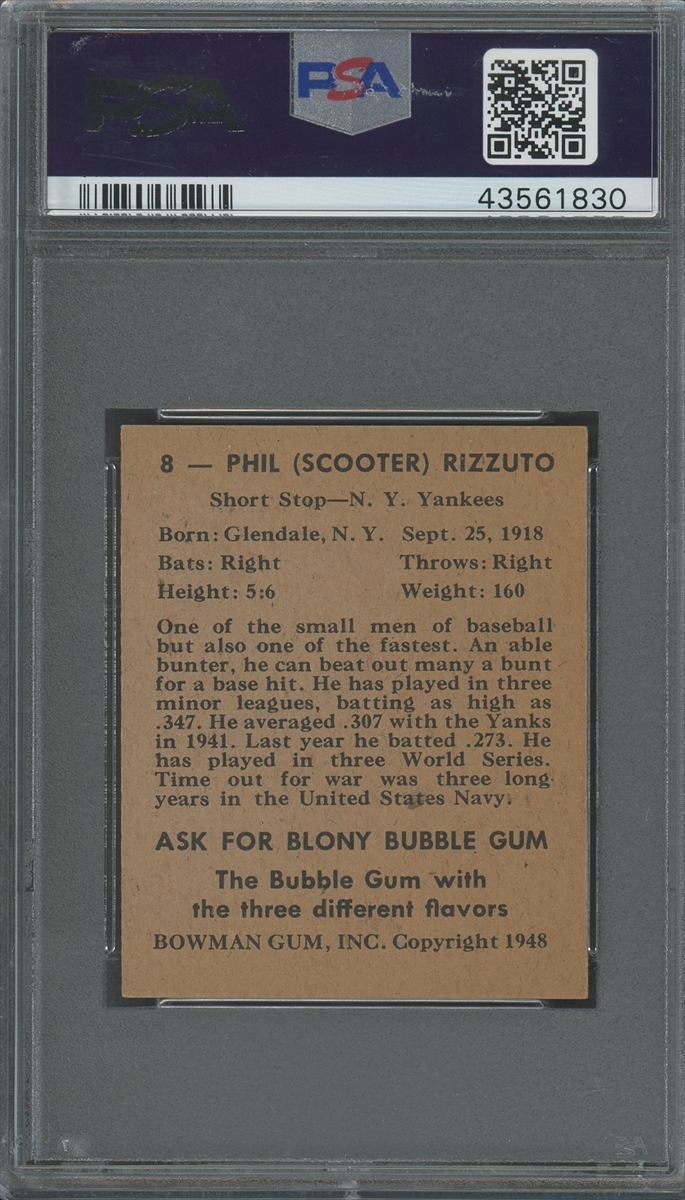 PSA
PSA
43561830
8 — PHIL (SCOOTER) RIZZUTO
Short Stop—N. Y. Yankees
Born: Glendale, N. Y. Sept. 25, 1918
Bats: Right Throws: Right
Height: 5:6 Weight: 160
One of the small men of baseball
but also one of the fastest. An able
bunter, he can beat out many a bunt
for a base hit. He has played in three
minor leagues, batting as high as
.347. He averaged .307 with the Yanks
in 1941. Last year he batted .273. He
has played in three World Series.
Time out for war was three long
years in the United States Navy.
ASK FOR BLONY BUBBLE GUM
The Bubble Gum with
the three different flavors
BOWMAN GUM, INC. Copyright 1948